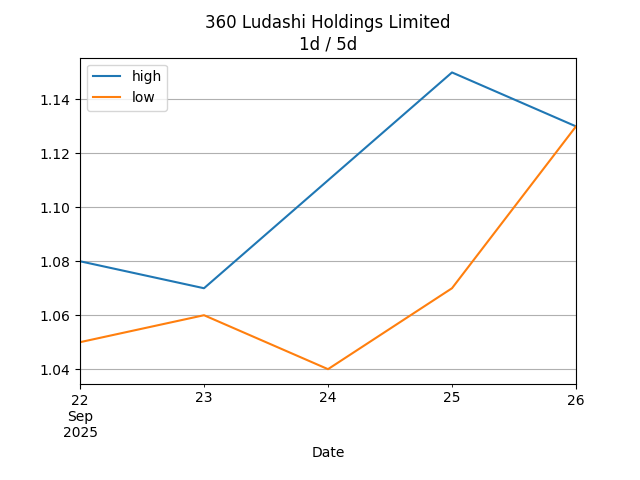 360 Ludashi Holdings Limited
1d / 5d
high
low
1.14
1.12
1.10
1.08
1.06
1.04
22
Sep
2025
23
24
25
26
Date